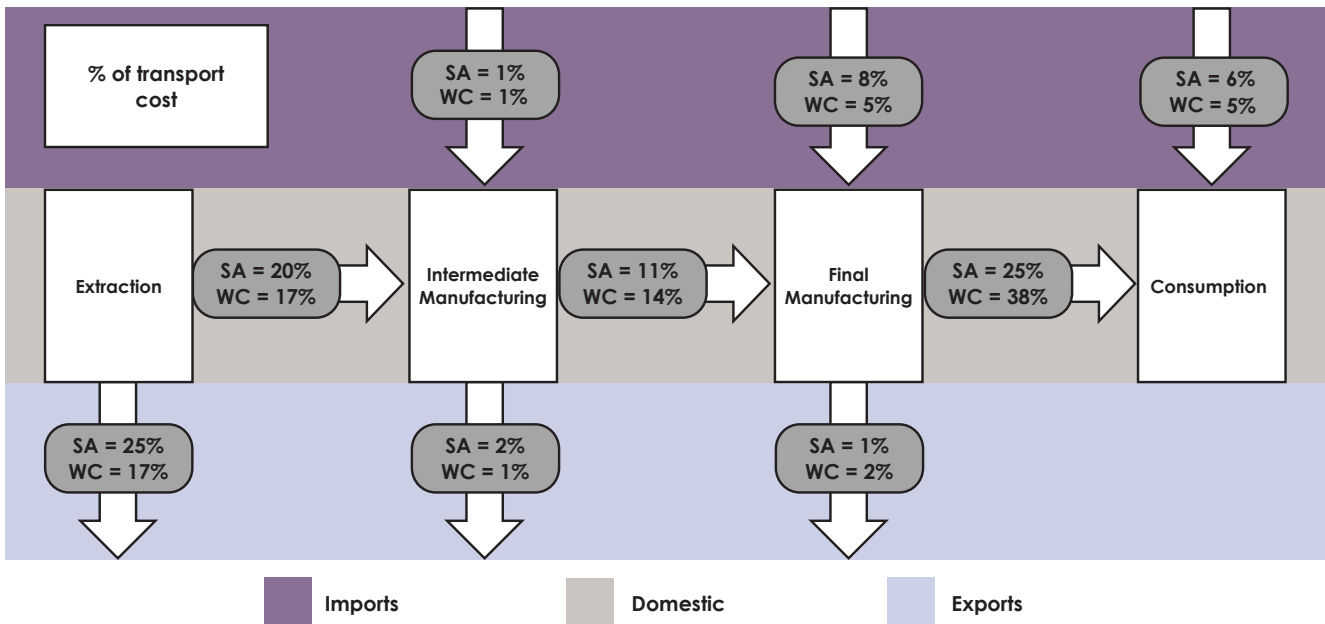 % of transport
cost
SA = 1%
WC = 1%
SA = 8%
WC = 5%
SA = 6%
WC = 5%
Extraction
SA = 20%
WC = 17%
Intermediate
Manufacturing
SA = 11%
WC = 14%
Final
Manufacturing
SA = 25%
WC = 38%
Consumption
SA = 25%
WC = 17%
SA = 2%
WC = 1%
SA = 1%
WC = 2%
Imports
Domestic
Exports